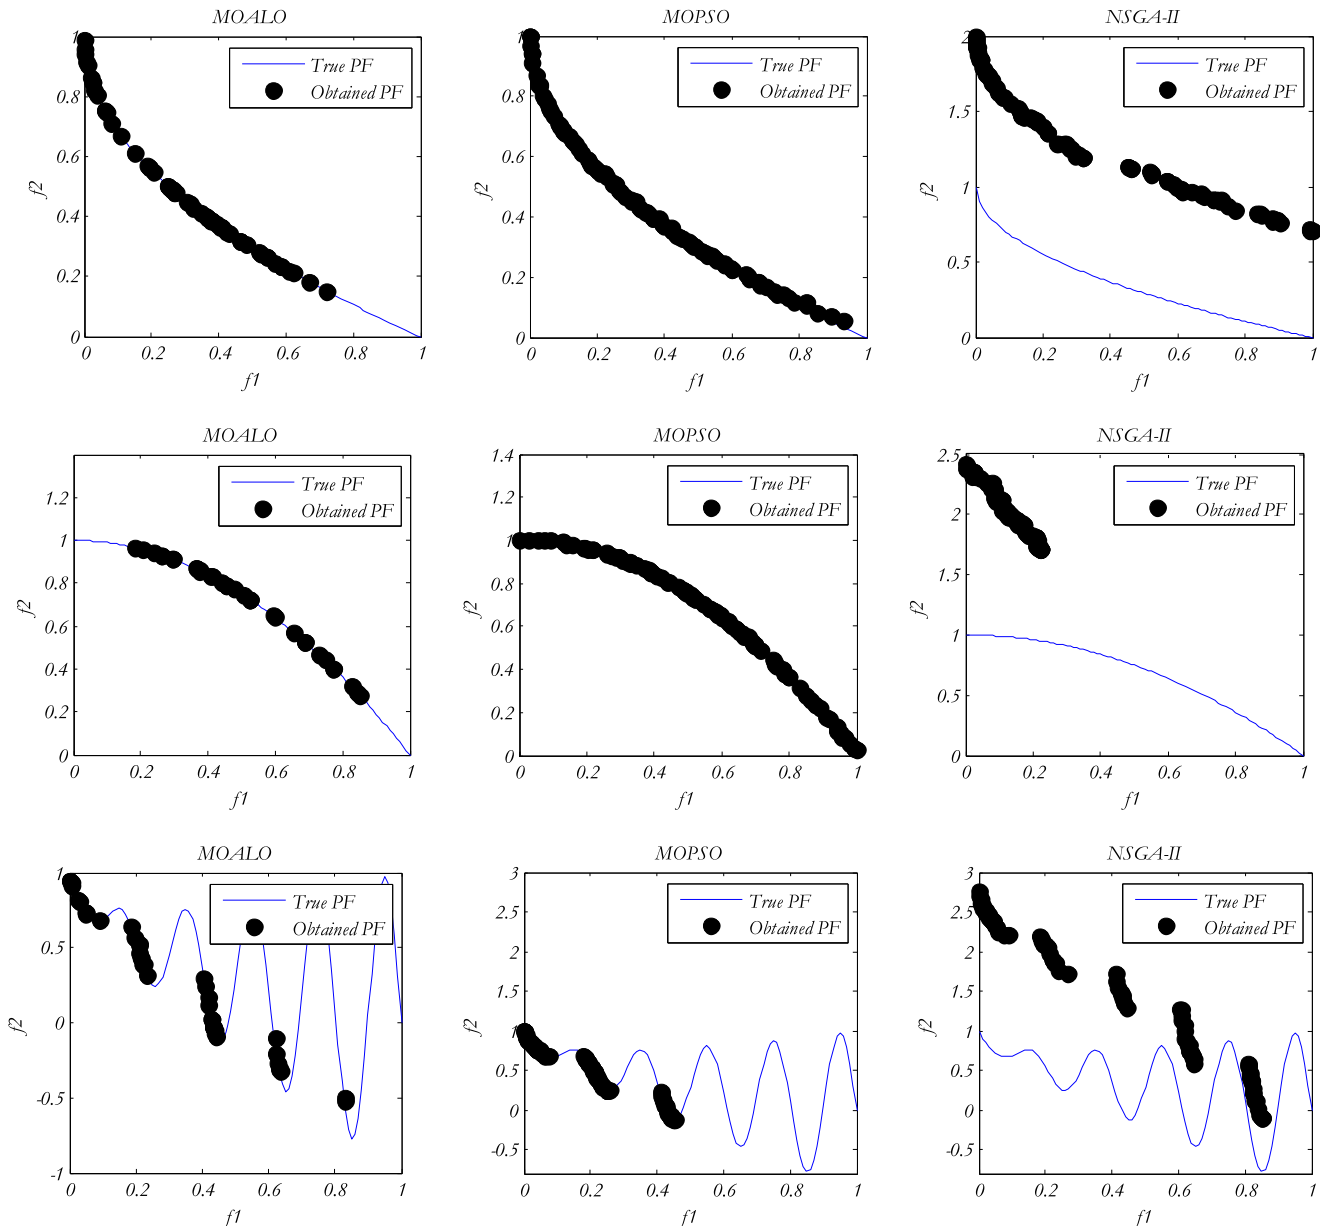 MOALO MOPSO NSGA-II
1 1 2
True PF True PF True PF
Obtained PF Obtained PF Obtained PF
0.8 0.8 1.5
0.6 0.6
f2 f2 f2 1
0.4 0.4
0.2 0.2 0.5
0 0 0
0 0.2 0.4 0.6 0.8 1 0 0.2 0.4 0.6 0.8 1 0 0.2 0.4 0.6 0.8 1
f1 f1 f1
MOALO MOPSO NSGA-II
1.4 2.5
True PF True PF True PF
1.2 1.2
Obtained PF Obtained PF Obtained PF
2
1 1
0.8 0.8 1.5
f2 f2 f2
0.6 0.6 1
0.4 0.4
0.2 0.2 0.5
0 0 0
0 0.2 0.4 0.6 0.8 1 0 0.2 0.4 0.6 0.8 1 0 0.2 0.4 0.6 0.8 1
f1 f1 f1
MOALO MOPSO NSGA-II
1 3 3
True PF True PF True PF
2.5 2.5
Obtained PF Obtained PF Obtained PF
0.5 2 2
1.5 1.5
f2 0 f2 1 f2 1
0.5 0.5
-0.5 0 0
-0.5 -0.5
-1
0 0.2 0.4 0.6 0.8 1 0 0.2 0.4 0.6 0.8 1 0 0.2 0.4 0.6 0.8 1
f1 f1 f1